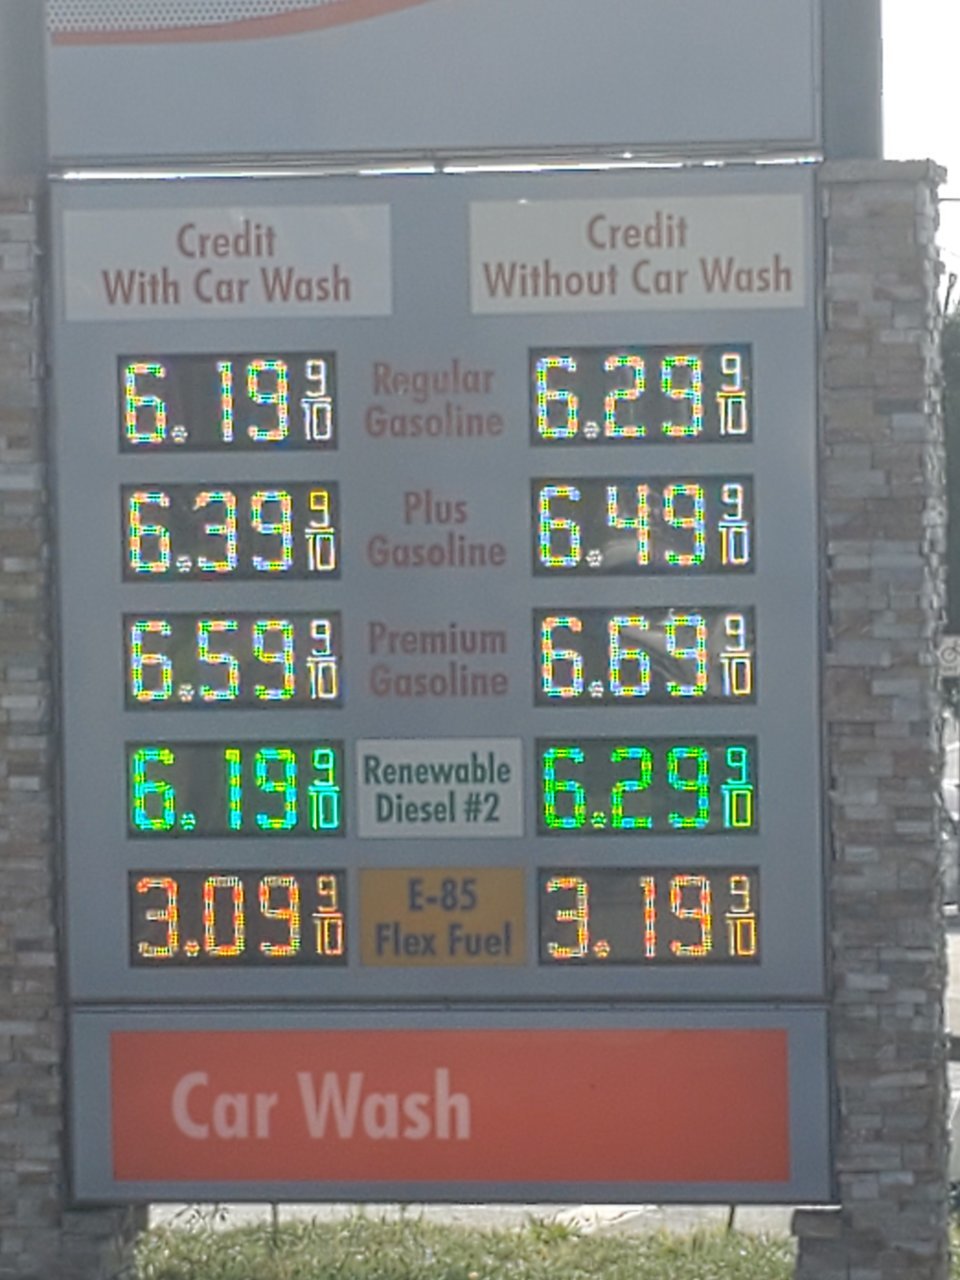 Credit
With Car Wash
Credit
Without Car Wash
6.19 9/10
Regular
Gasoline
6.29 9/10
6.39 9/10
Plus
Gasoline
6.49 9/10
6.59 9/10
Premium
Gasoline
6.69 9/10
6.19 9/10
Renewable
Diesel #2
6.29 9/10
3.09 9/10
E-85
Flex Fuel
3.19 9/10
Car Wash